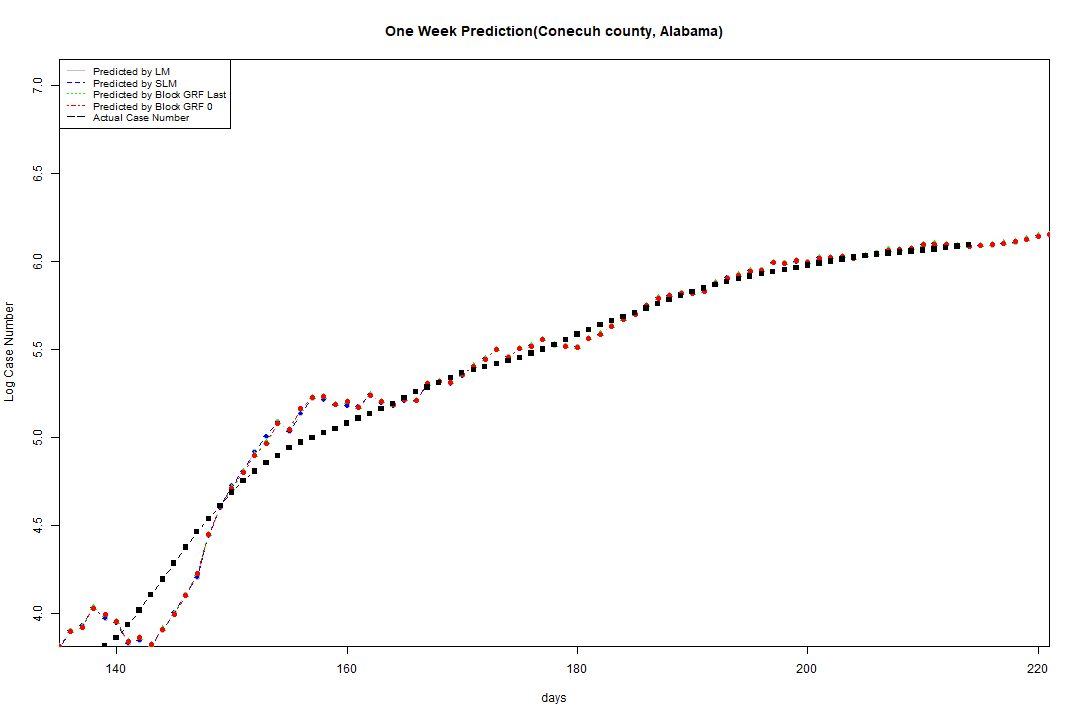 One Week Prediction(Conecuh county, Alabama)
Predicted by LM
Predicted by SLM
Predicted by Block GRF Last
Predicted by Block GRF 0
Actual Case Number
7.0
6.5
6.0
5.5
5.0
4.5
4.0
Log Case Number
140 160 180 200 220
days